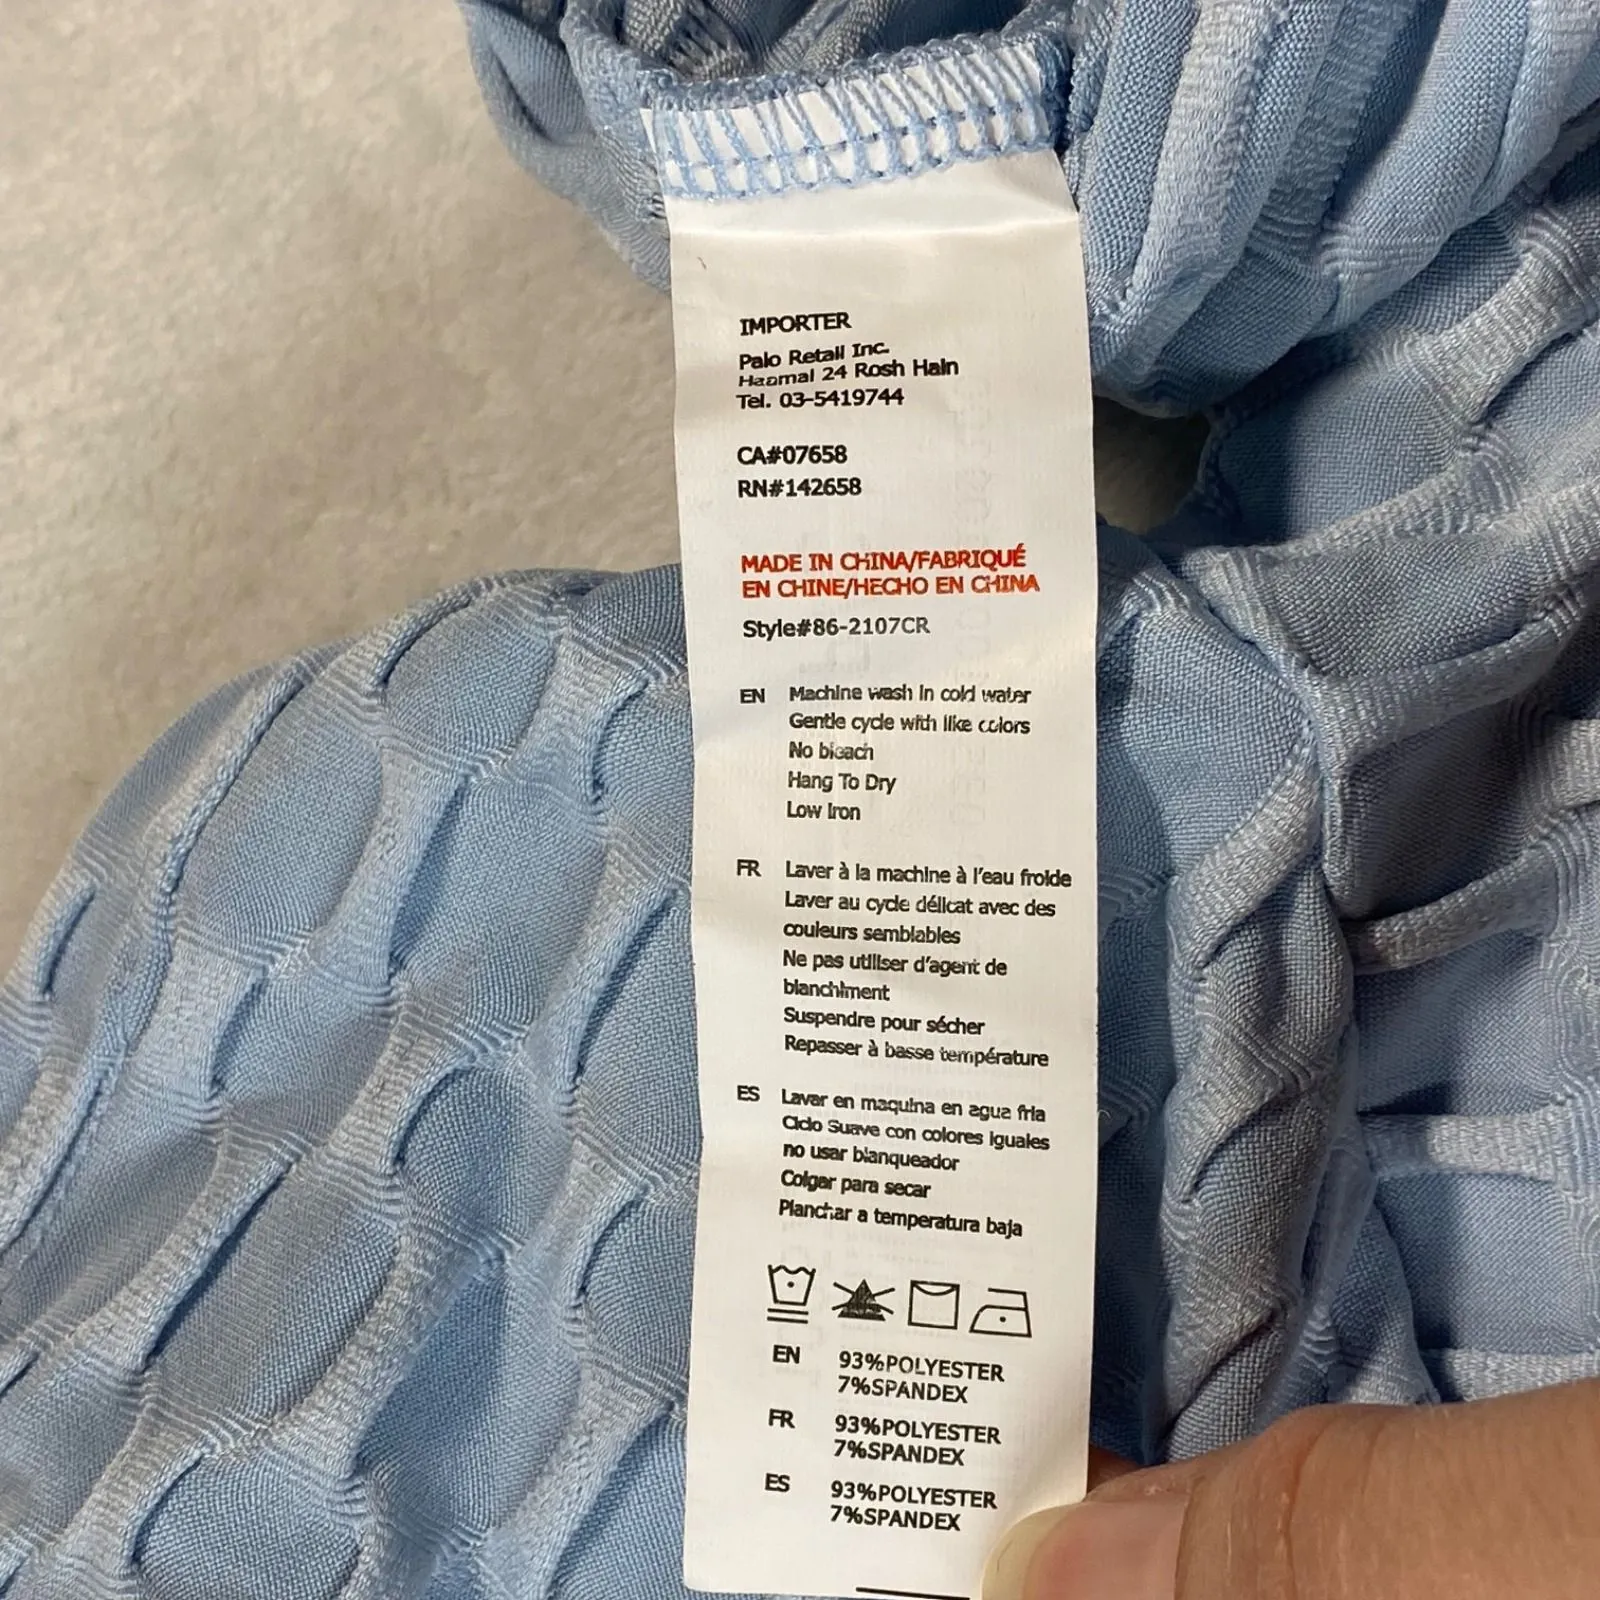 IMPORTER
Palo Retail Inc.
Haamal 24 Rosh Hain
Tel. 03-5419744
CA#07658
RN#142658
MADE IN CHINA/FABRIQUÉ
EN CHINE/HECHO EN CHINA
Style#86-2107CR
EN Machine wash in cold water
Gentle cycle with like colors
No bleach
Hang To Dry
Low Iron
FR Laver à la machine à l'eau froide
Laver au cycle délicat avec des
couleurs semblables
Ne pas utiliser d'agent de
blanchiment
Suspendre pour sécher
Repasser à basse température
ES Lavar en maquina en agua fria
Ciclo Suave con colores iguales
no usar blanqueador
Colgar para secar
Planchar a temperatura baja
EN 93%POLYESTER
7%SPANDEX
FR 93%POLYESTER
7%SPANDEX
ES 93%POLYESTER
7%SPANDEX